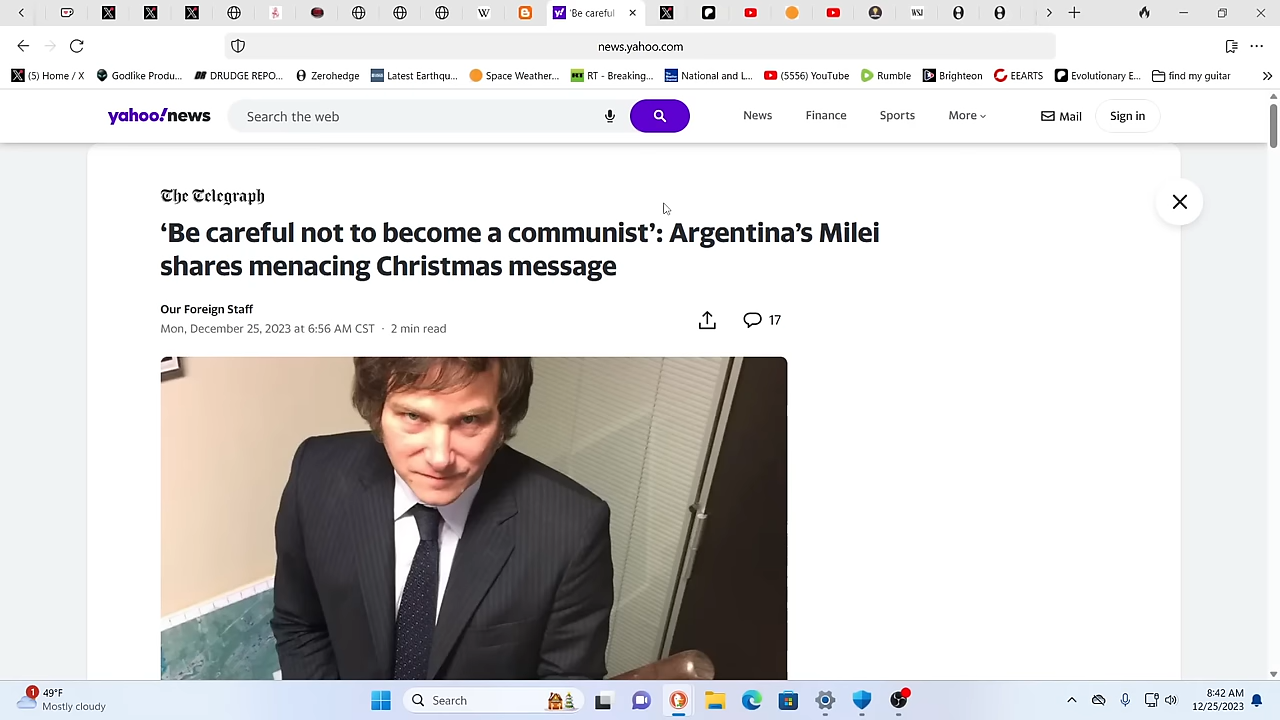 'Be careful
news.yahoo.com
(5) Home / X
Godlike Produ...
DRUDGE REPO...
Zerohedge
Latest Earthqu...
Space Weather...
RT - Breaking...
National and L...
(5556) YouTube
Rumble
Brighteon
EEARTS
Evolutionary E...
find my guitar
yahoo!news
Search the web
News
Finance
Sports
More
Mail
Sign in
The Telegraph
‘Be careful not to become a communist’: Argentina’s Milei
shares menacing Christmas message
Our Foreign Staff
Mon, December 25, 2023 at 6:56 AM CST · 2 min read
17
1
49°F
Mostly cloudy
Search
8:42 AM
12/25/2023